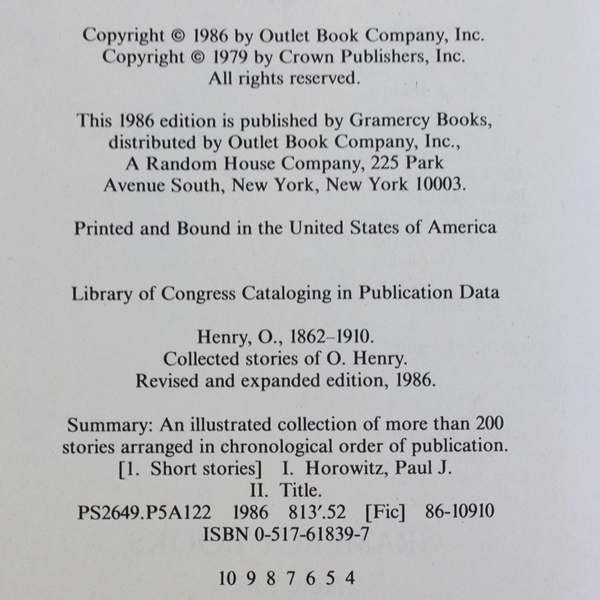 Copyright © 1986 by Outlet Book Company, Inc.
Copyright © 1979 by Crown Publishers, Inc.
All rights reserved.
This 1986 edition is published by Gramercy Books,
distributed by Outlet Book Company, Inc.,
A Random House Company, 225 Park
Avenue South, New York, New York 10003.
Printed and Bound in the United States of America
Library of Congress Cataloging in Publication Data
Henry, O., 1862–1910.
Collected stories of O. Henry.
Revised and expanded edition, 1986.
Summary: An illustrated collection of more than 200
stories arranged in chronological order of publication.
[1. Short stories] I. Horowitz, Paul J.
II. Title.
PS2649.P5A122 1986 813′.52 [Fic] 86-10910
ISBN 0-517-61839-7
10 9 8 7 6 5 4